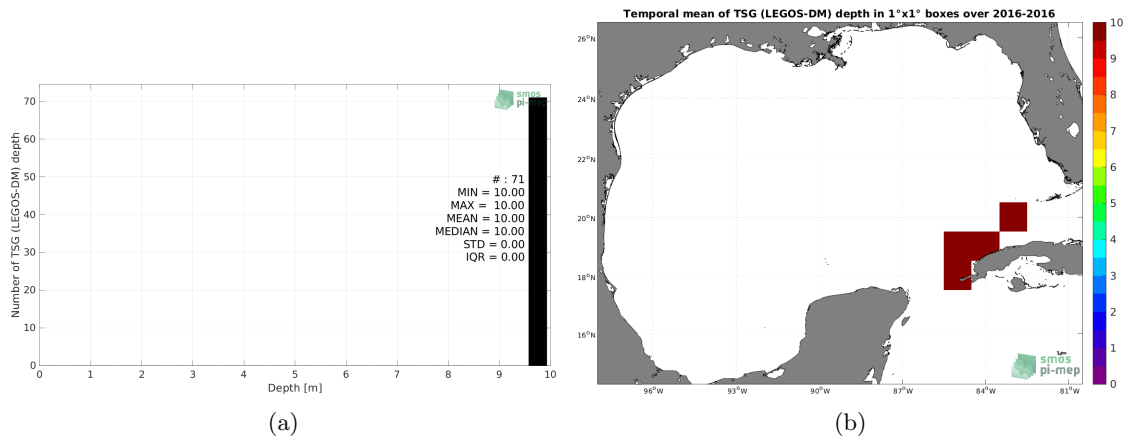 Number of TSG (LEGOS-DM) depth
70
60
50
40
30
20
10
0
smos
pi-mep
# : 71
MIN = 10.00
MAX = 10.00
MEAN = 10.00
MEDIAN = 10.00
STD = 0.00
IQR = 0.00
0 1 2 3 4 5 6 7 8 9 10
Depth [m]
(a)
Temporal mean of TSG (LEGOS-DM) depth in 1°x1° boxes over 2016-2016
26°N
24°N
22°N
20°N
18°N
16°N
96°W 93°W 90°W 87°W 84°W 81°W
smos
pi-mep
10
9
8
7
6
5
4
3
2
1
0
(b)